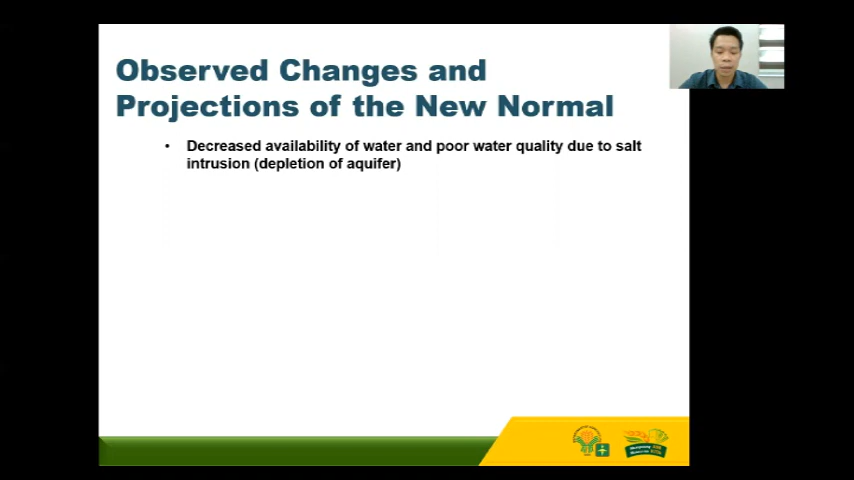 Observed Changes and
Projections of the New Normal
• Decreased availability of water and poor water quality due to salt
intrusion (depletion of aquifer)